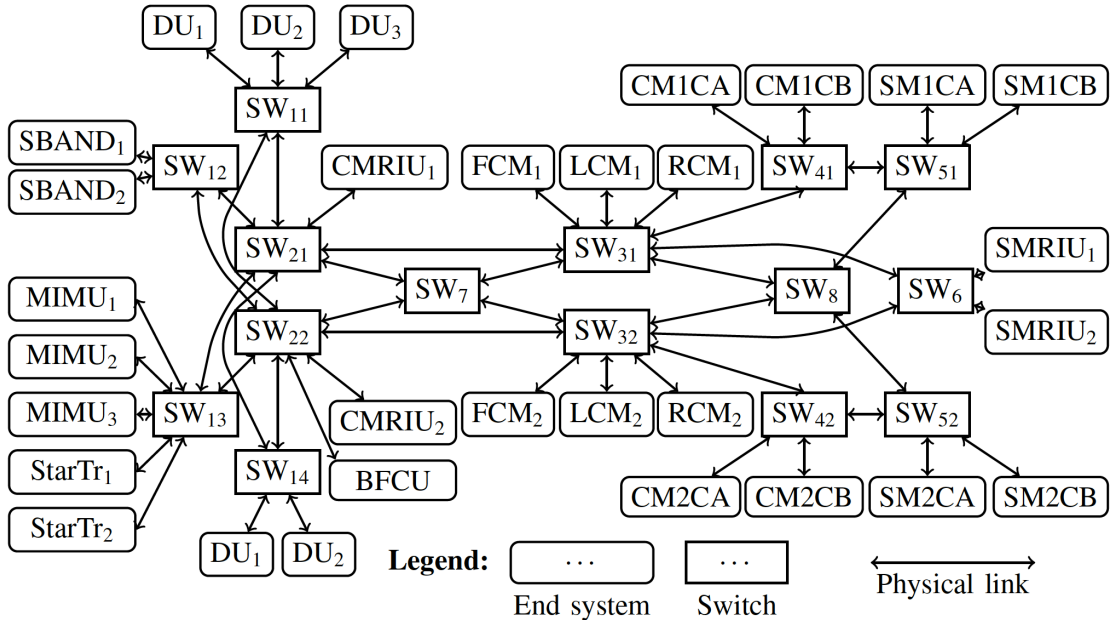 DU₁ DU₂ DU₃
SW₁₁
CM1CA CM1CB SM1CA SM1CB
SBAND₁
SBAND₂
SW₁₂
CMRIU₁ FCM₁ LCM₁ RCM₁
SW₄₁ SW₅₁
SW₂₁ SW₃₁
SMRIU₁
MIMU₁
SW₇ SW₈ SW₆
MIMU₂
SW₂₂ SW₃₂
SMRIU₂
MIMU₃
SW₁₃
CMRIU₂ FCM₂ LCM₂ RCM₂
SW₄₂ SW₅₂
StarTr₁
SW₁₄
BFCU
CM2CA CM2CB SM2CA SM2CB
StarTr₂
DU₁ DU₂
Legend: ... ...
End system Switch Physical link